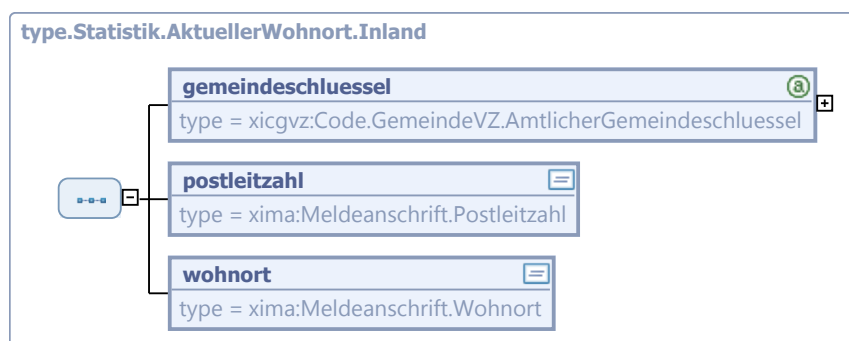 type.Statistik.AktuellerWohnort.Inland
gemeindeschluessel
type = xicgvz:Code.GemeindeVZ.AmtlicherGemeindeschluessel
postleitzahl
type = xima:Meldeanschrift.Postleitzahl
wohnort
type = xima:Meldeanschrift.Wohnort